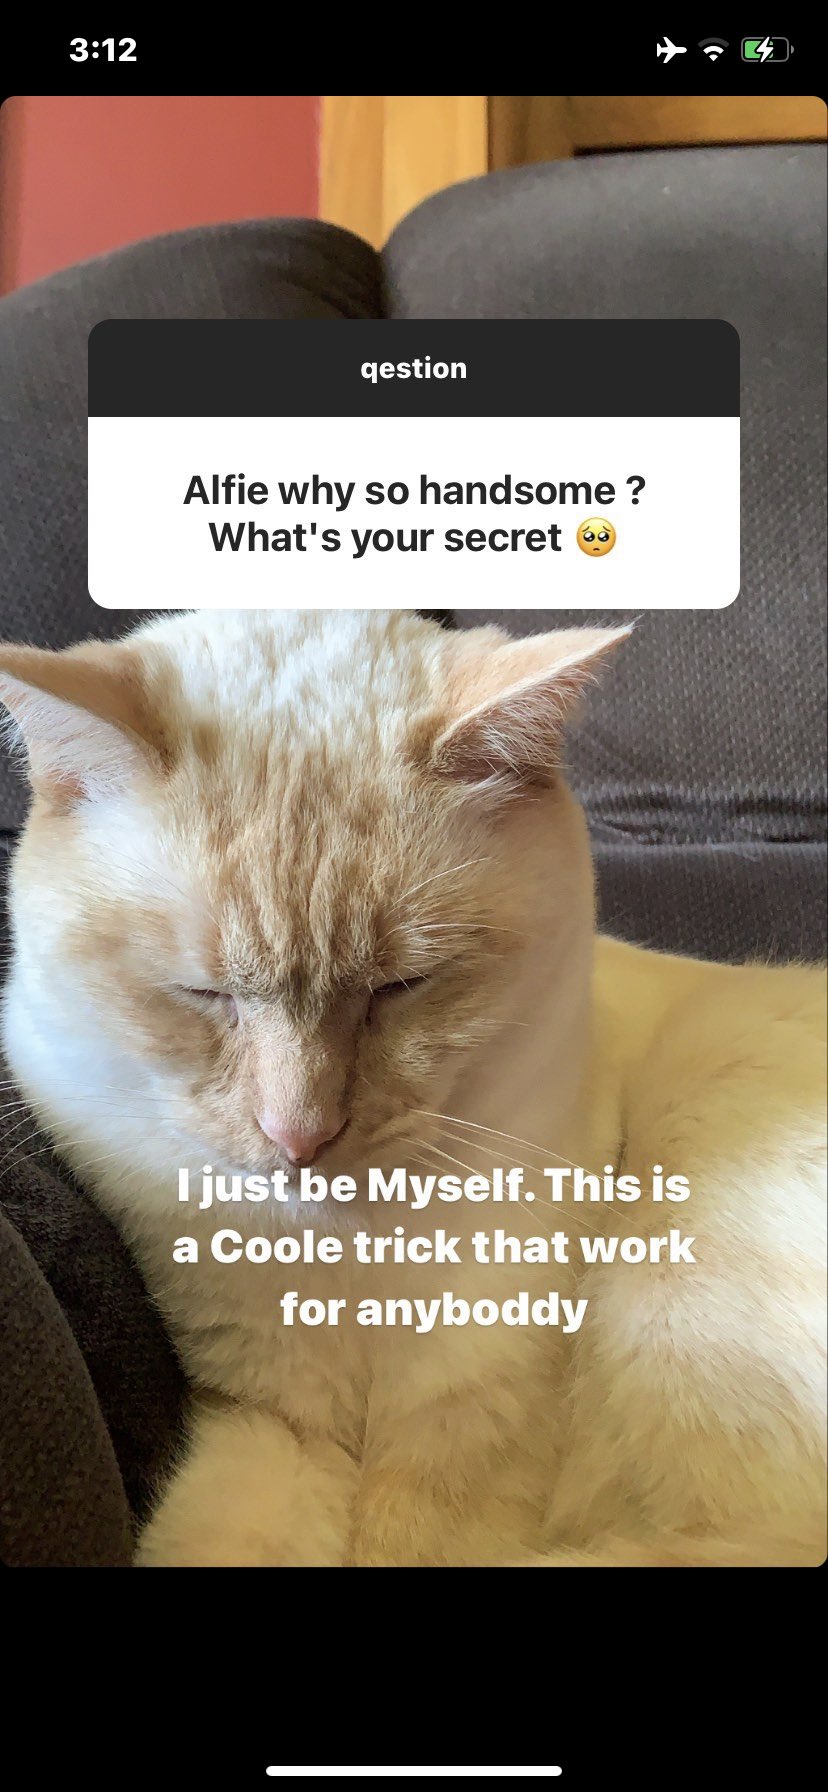 3:12
qestion
Alfie why so handsome ?
What's your secret 🥺
I just be Myself. This is
a Coole trick that work
for anyboddy